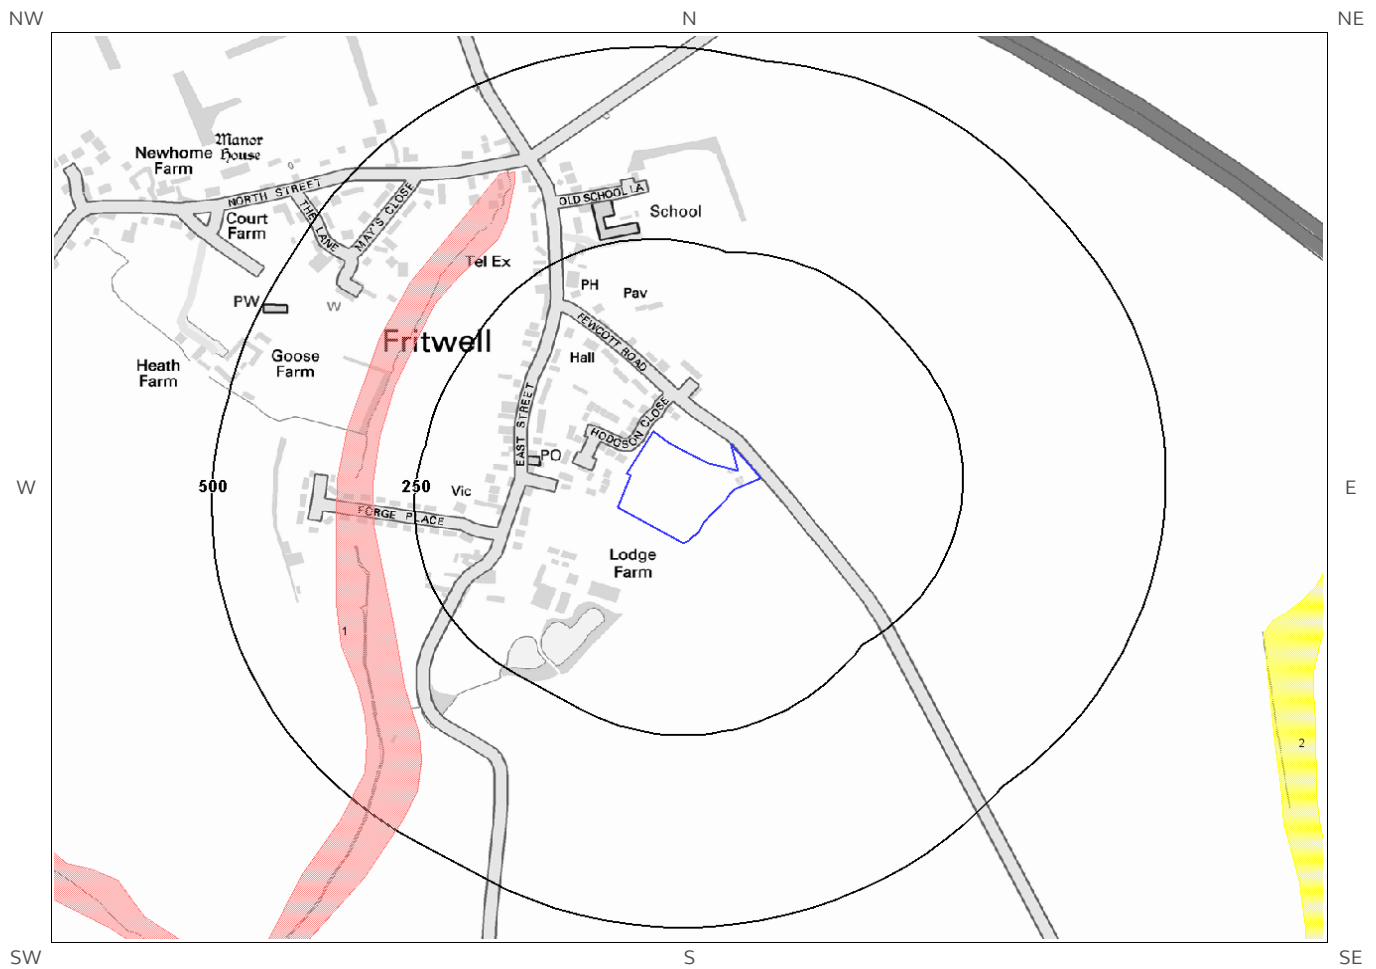 NW
N
NE
Manor
House
Newhome
Farm
NORTH STREET
OLD SCHOOL LA
School
Court
Farm
THE LANE
MAY'S CLOSE
Tel Ex
PH
Pav
PW
W
FEWCOTT ROAD
Fritwell
Hall
Goose
Farm
Heath
Farm
EAST STREET
HODGSON CLOSE
PO
W
500
250
Vic
E
FORGE PLACE
Lodge
Farm
1
2
SW
S
SE